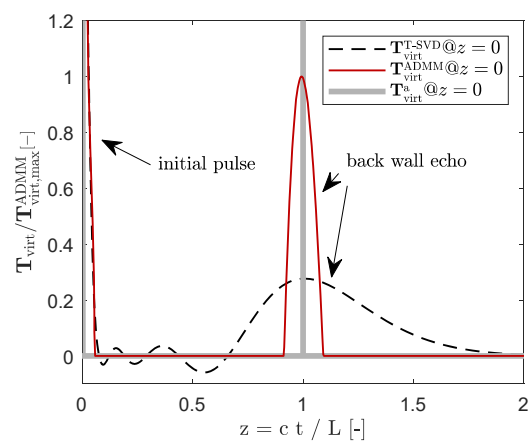 T_virt/T^ADMM_virt,max[−]
1.2
1
0.8
0.6
0.4
0.2
0
T^T-SVD_virt@z = 0
T^ADMM_virt@z = 0
T^a_virt@z = 0
initial pulse
back wall echo
0 0.5 1 1.5 2
z = c t / L [-]